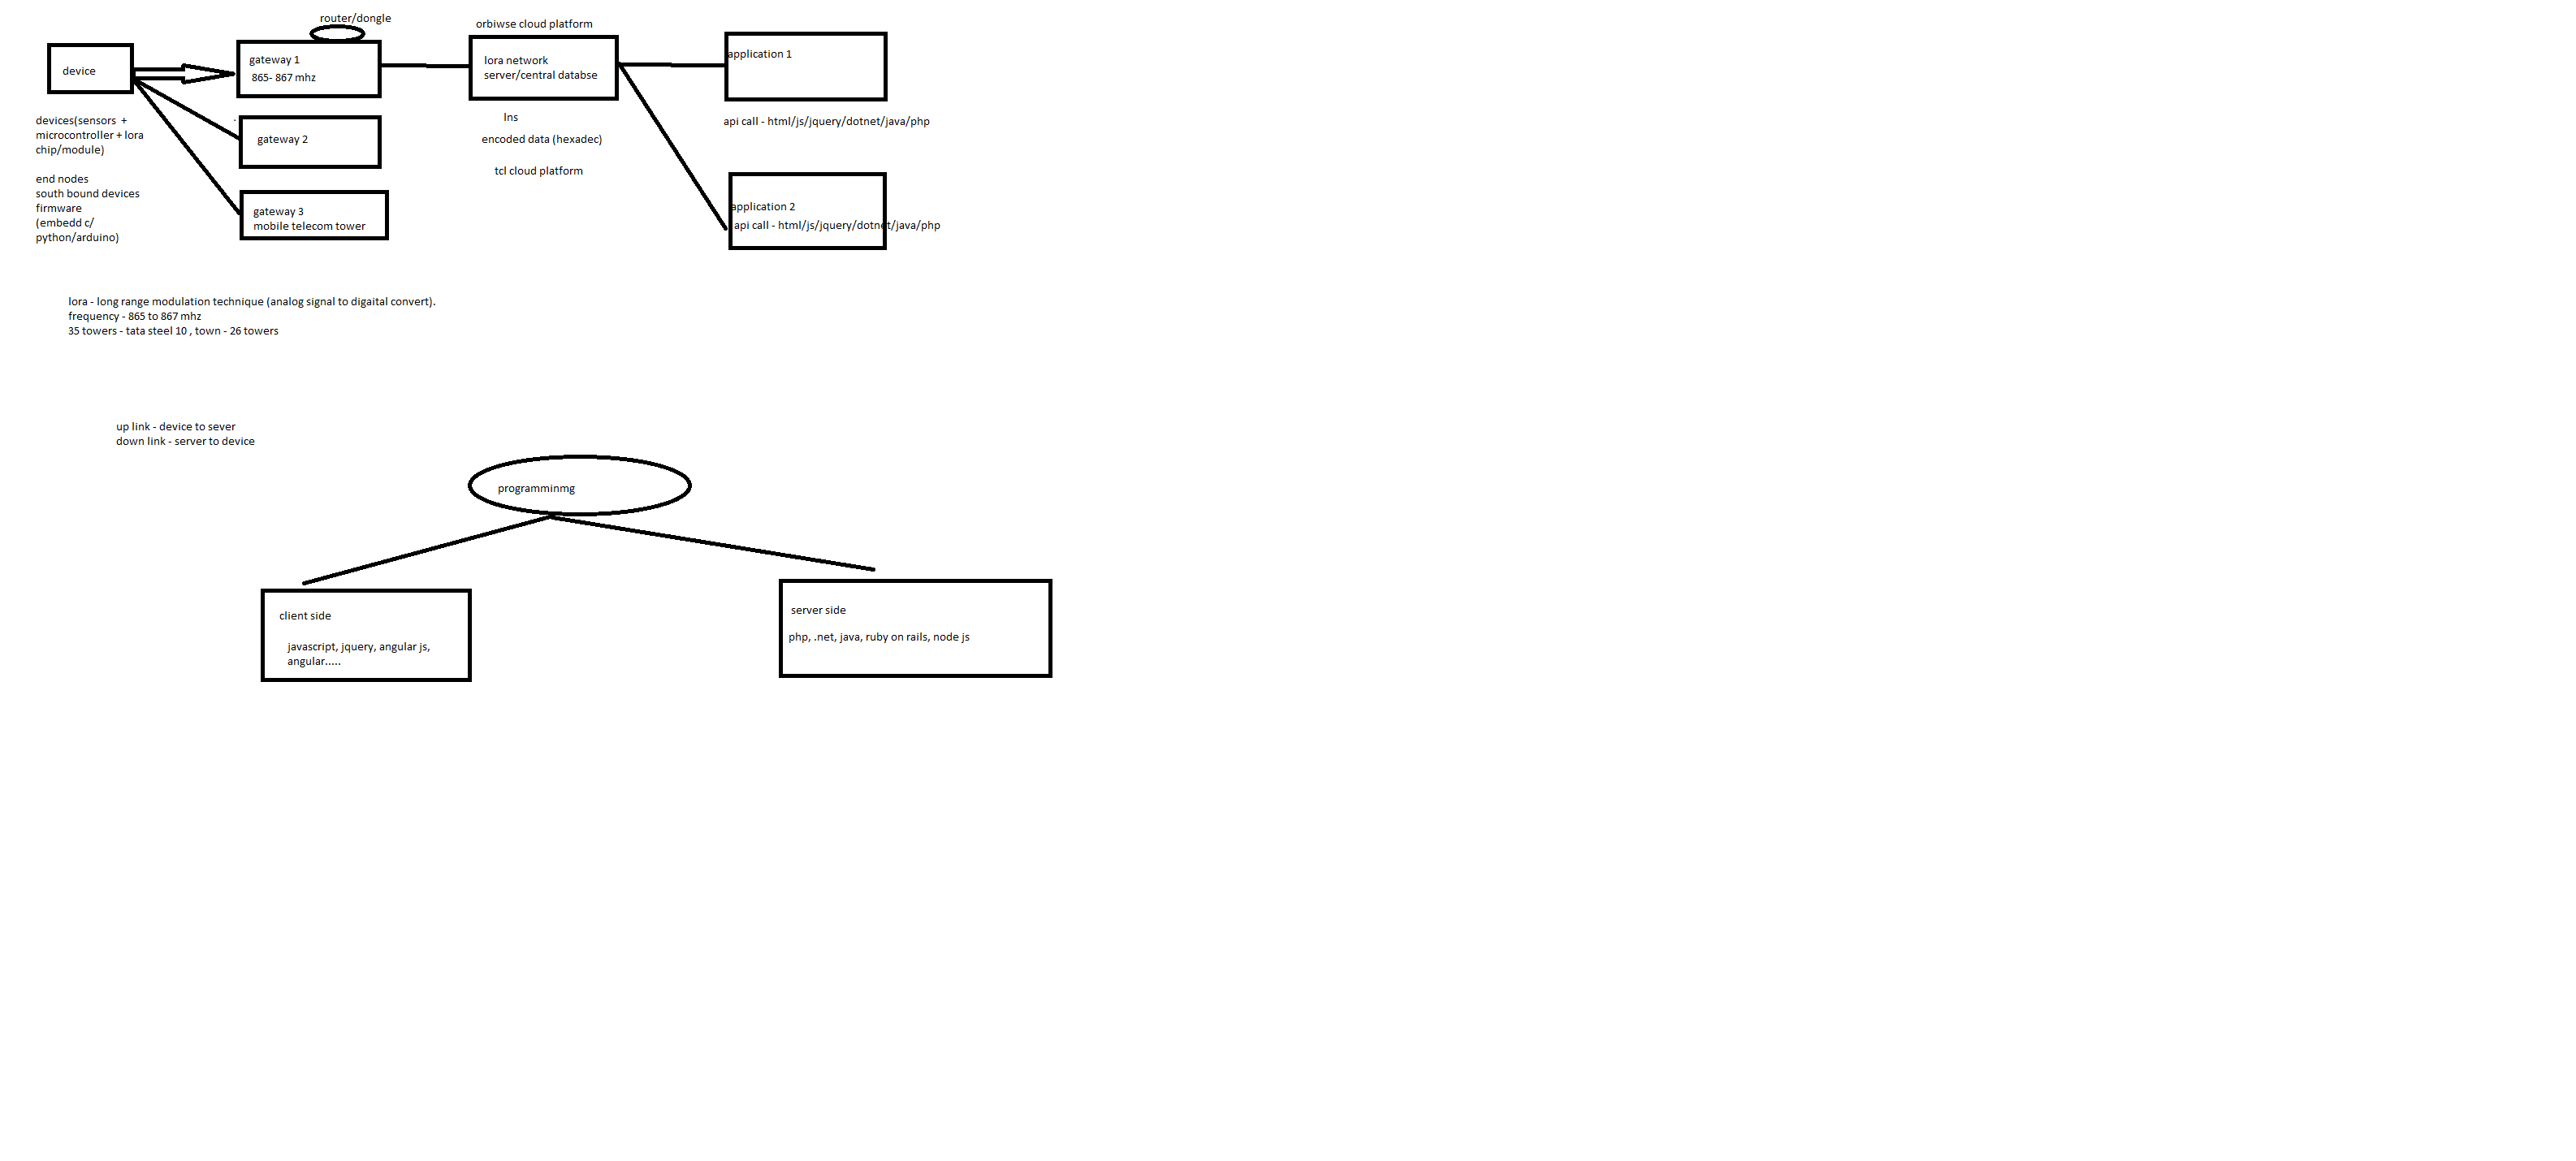 router/dongle
orbiwse cloud platform
device
gateway 1
865- 867 mhz
lora network
server/central databse
application 1
devices(sensors +
microcontroller + lora
chip/module)
end nodes
south bound devices
firmware
(embedd c/
python/arduino)
gateway 2
gateway 3
mobile telecom tower
lns
encoded data (hexadec)
tcl cloud platform
api call - html/js/jquery/dotnet/java/php
application 2
api call - html/js/jquery/dotnet/java/php
lora - long range modulation technique (analog signal to digaital convert).
frequency - 865 to 867 mhz
35 towers - tata steel 10 , town - 26 towers
up link - device to sever
down link - server to device
programminmg
client side
javascript, jquery, angular js,
angular.....
server side
php, .net, java, ruby on rails, node js